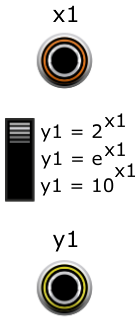 x1
y1 = 2^x1
y1 = e^x1
y1 = 10^x1
y1